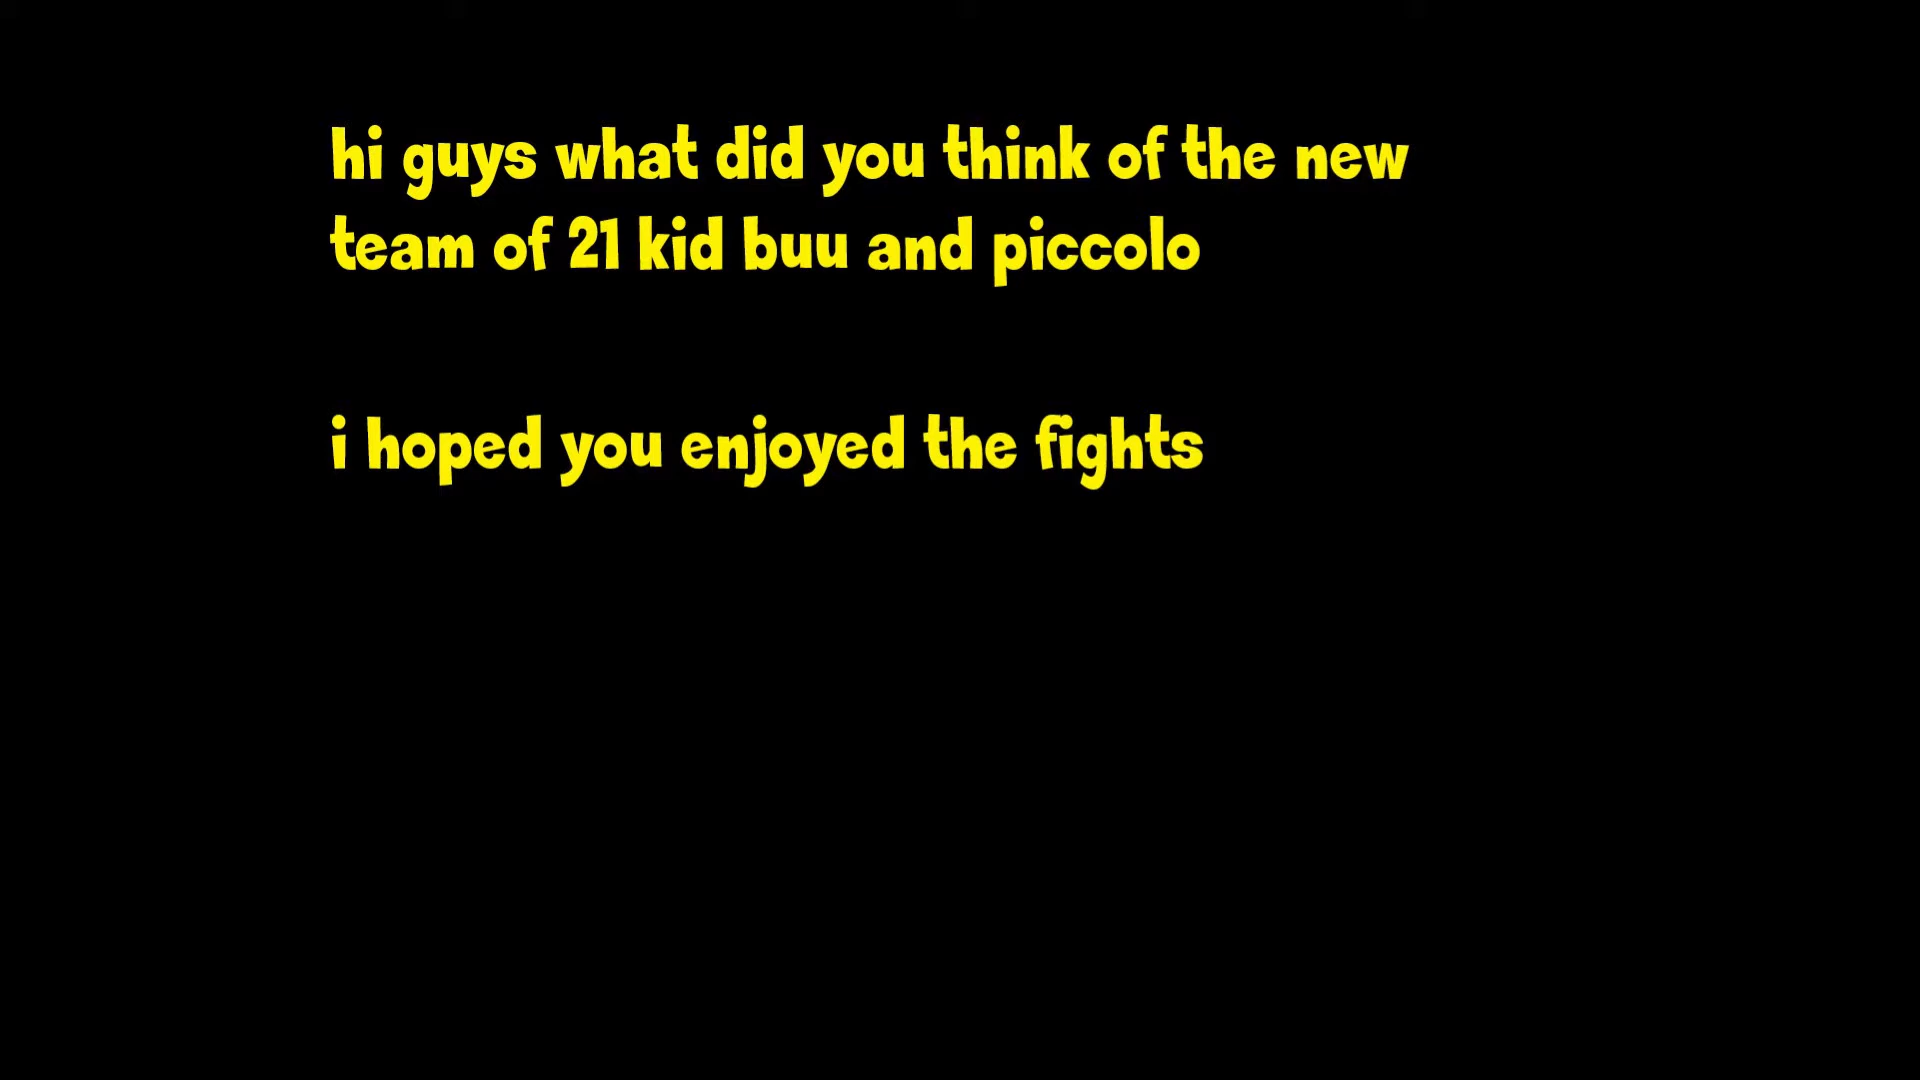 hi guys what did you think of the new
team of 21 kid buu and piccolo
i hoped you enjoyed the fights